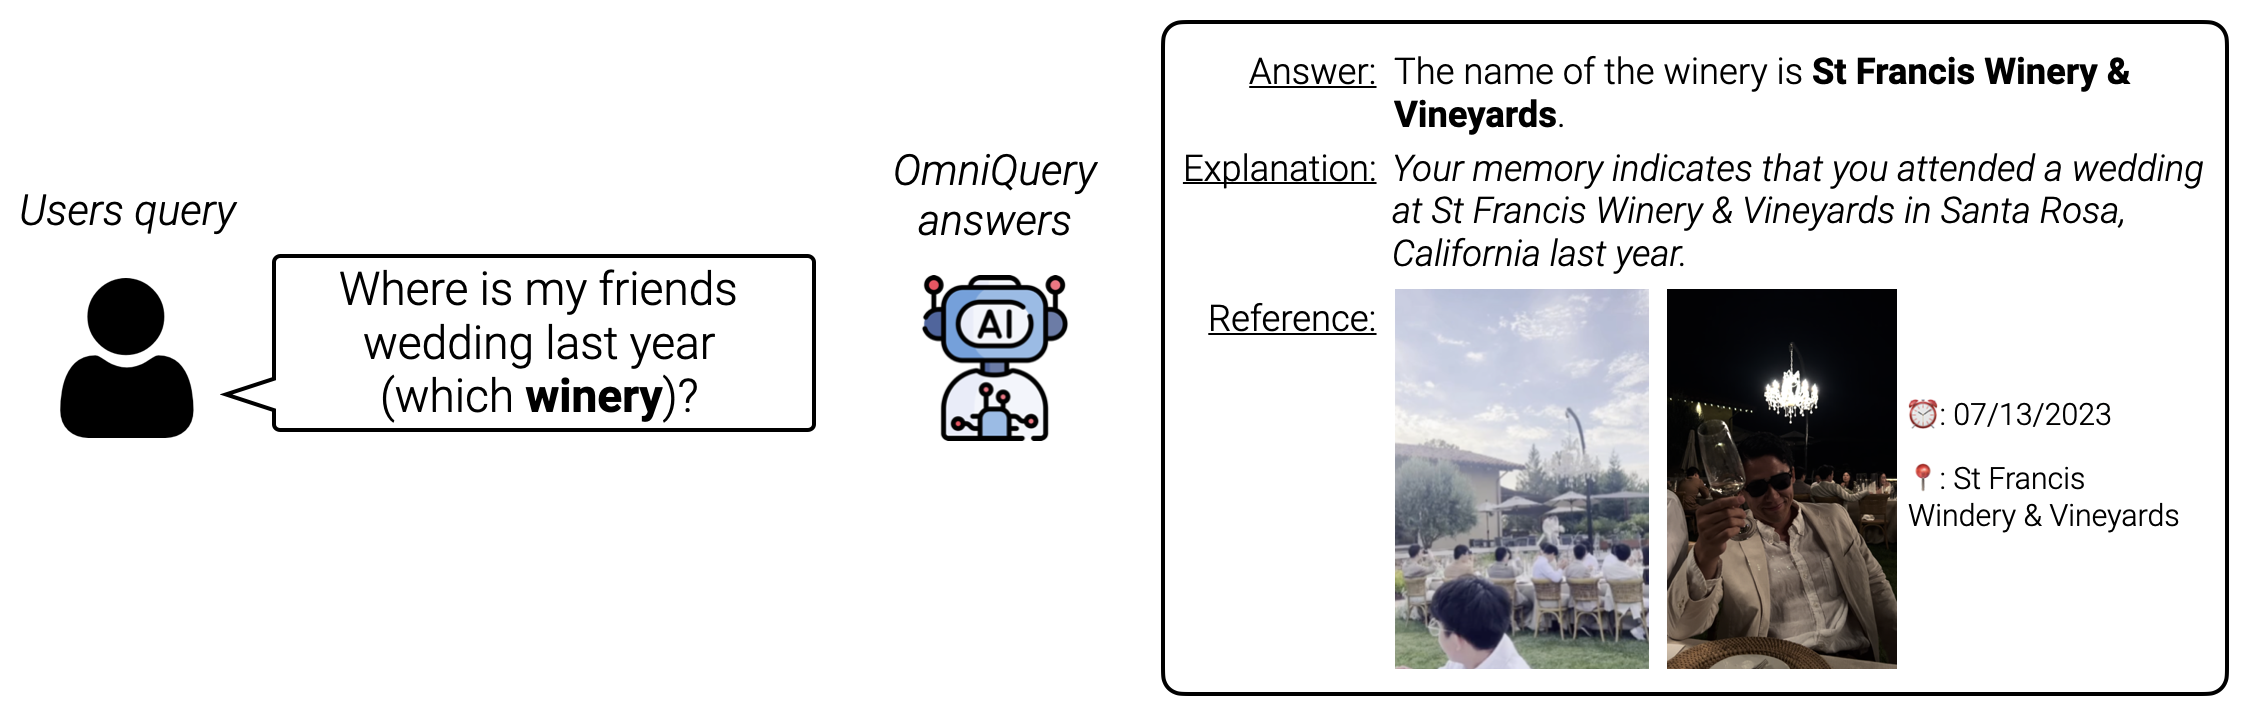 Users query
Where is my friends
wedding last year
(which winery)?
OmniQuery
answers
AI
Answer: The name of the winery is St Francis Winery &
Vineyards.
Explanation: Your memory indicates that you attended a wedding
at St Francis Winery & Vineyards in Santa Rosa,
California last year.
Reference:
: 07/13/2023
: St Francis
Windery & Vineyards